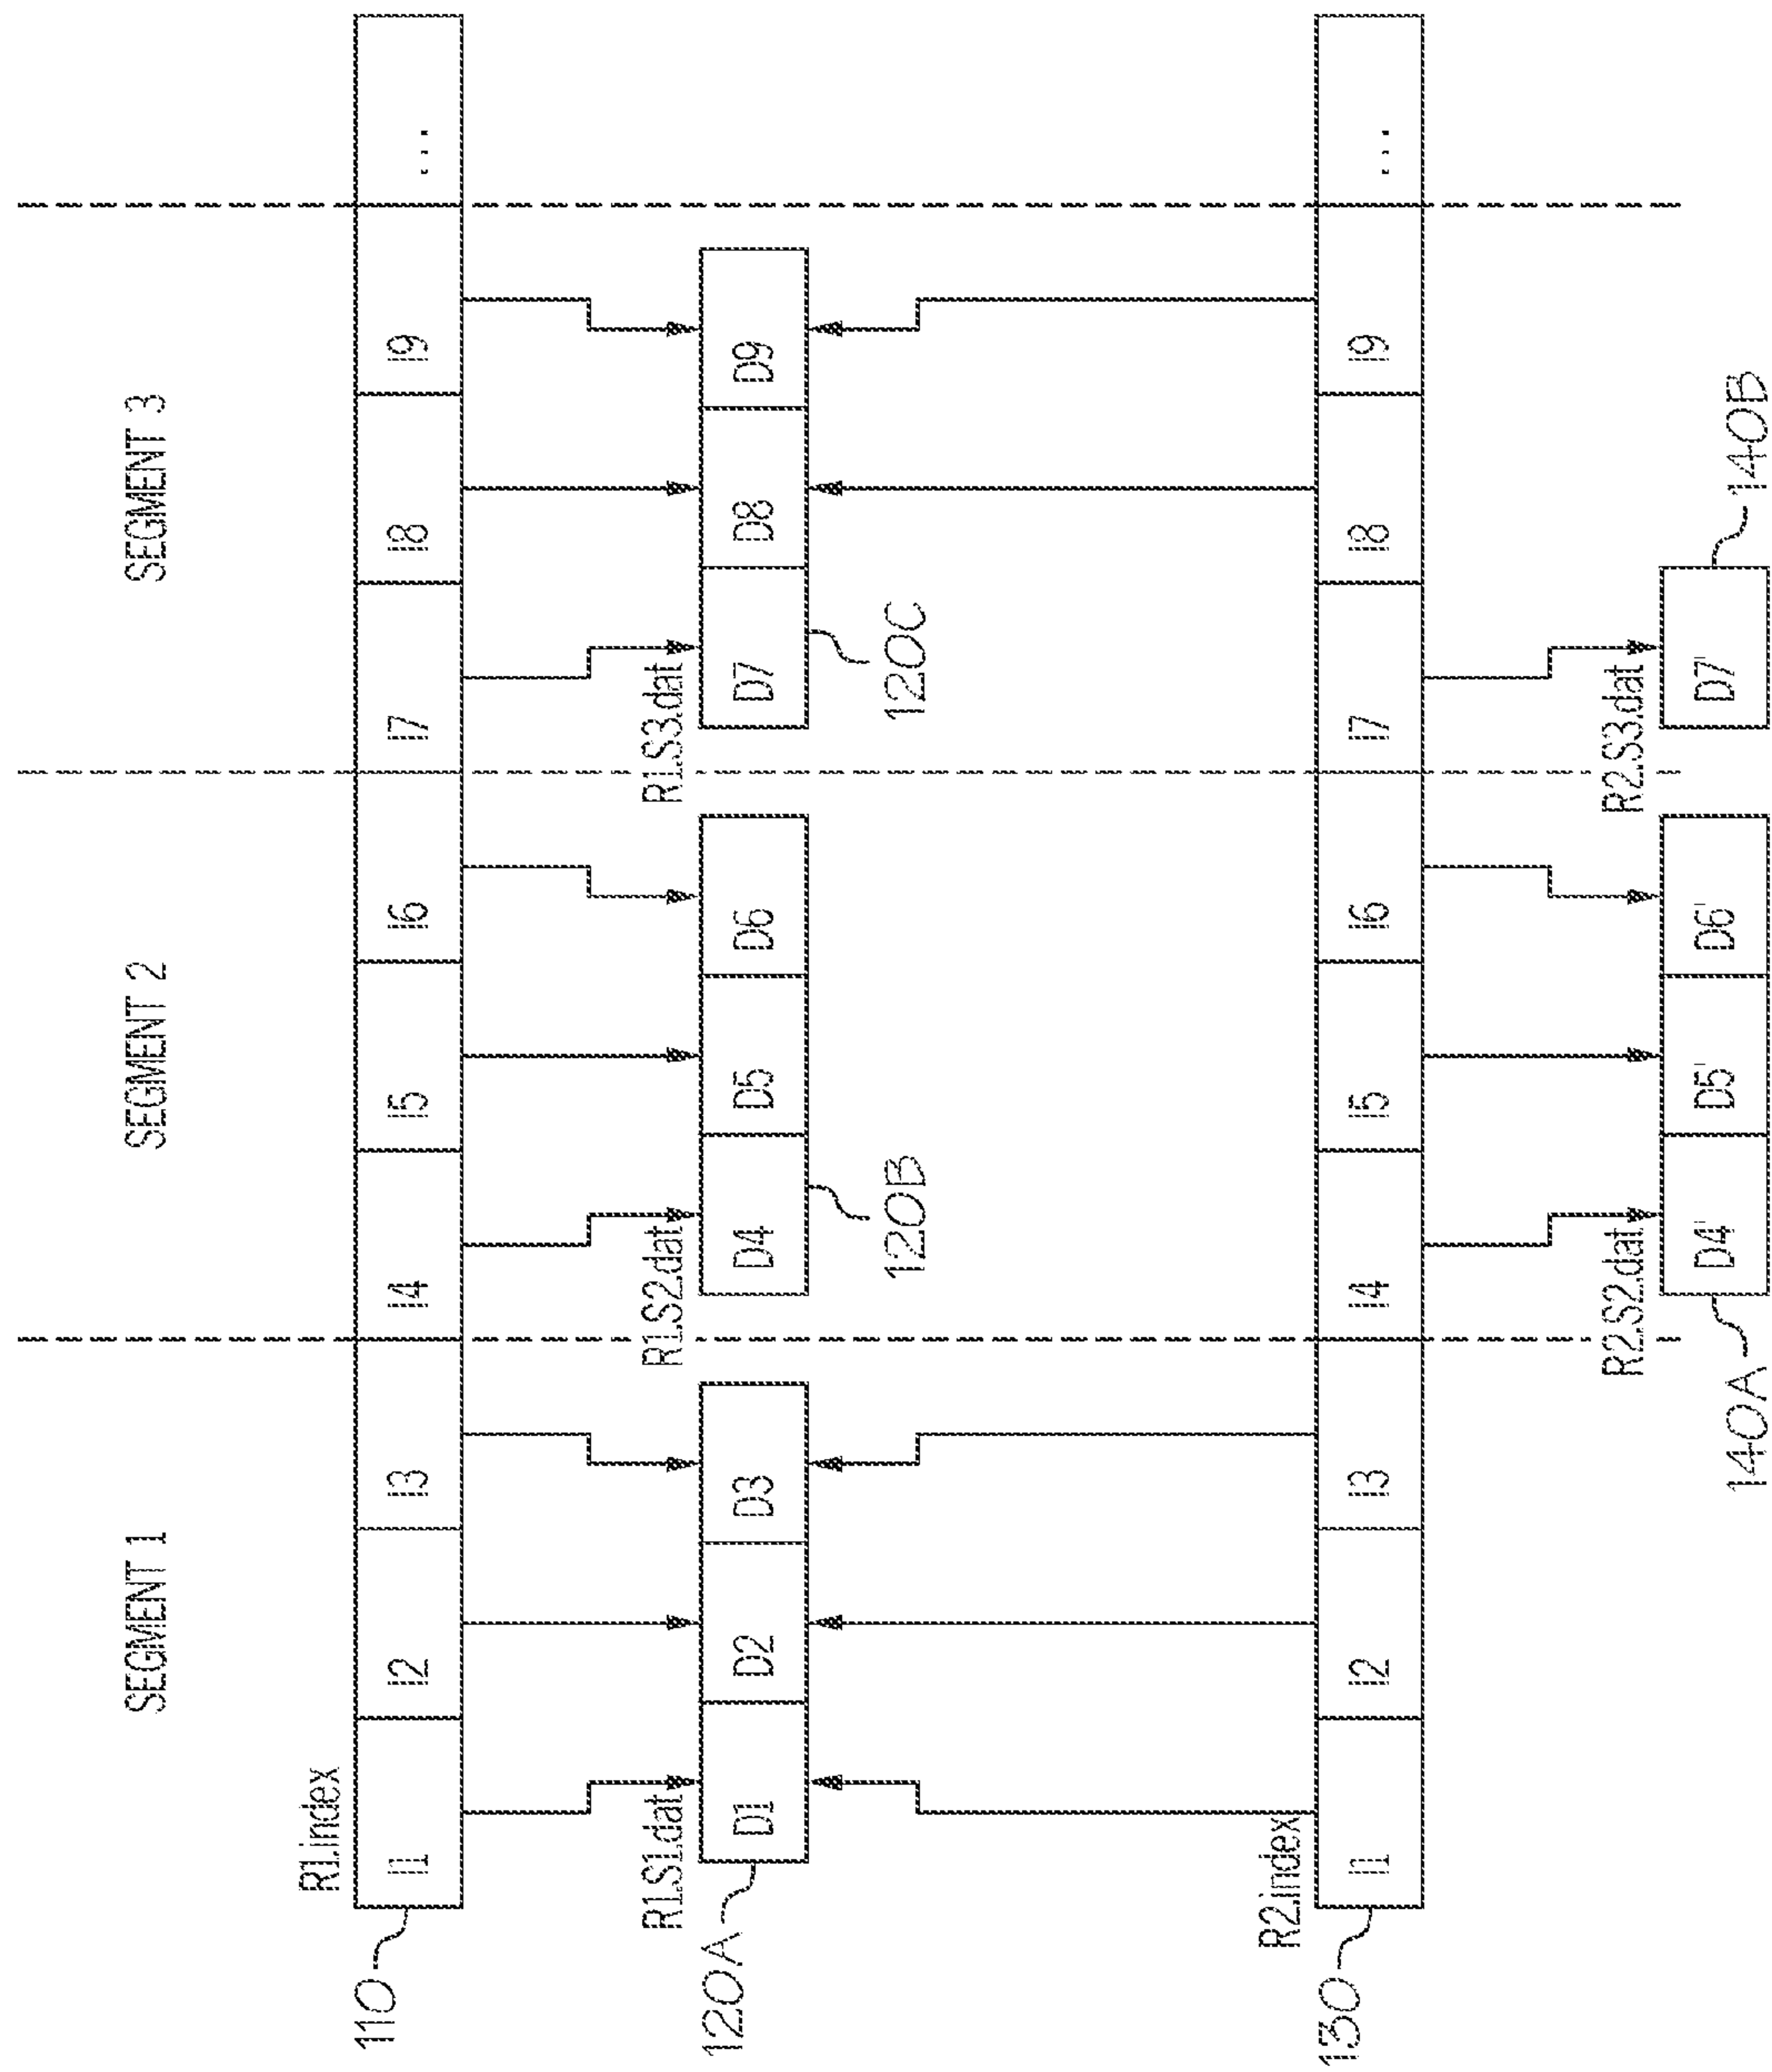 SEGMENT 1 SEGMENT 2 SEGMENT 3
R1.index
110 I1 I2 I3 I4 I5 I6 I7 I8 I9 ...
R1.S1.dat R1.S2.dat R1.S3.dat
120A D1 D2 D3 D4 D5 D6 D7 D8 D9
120B 120C
R2.index
130 I1 I2 I3 I4 I5 I6 I7 I8 I9 ...
R2.S2.dat R2.S3.dat
D4' D5' D6' D7'
140A 140B